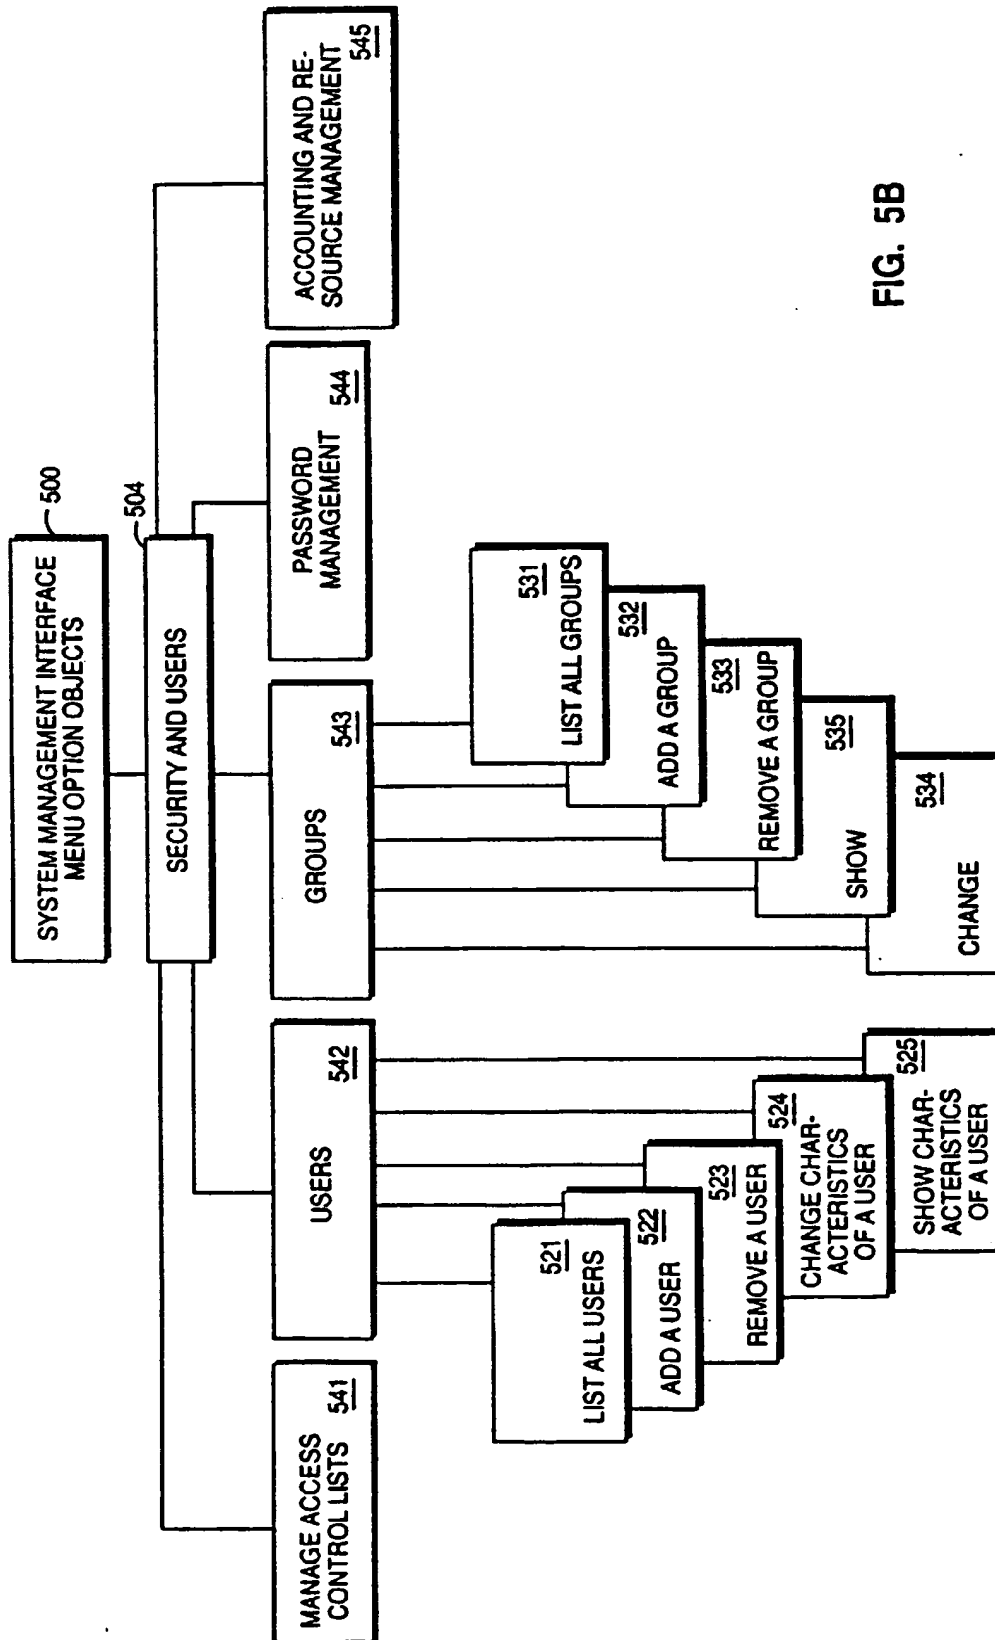 SYSTEM MANAGEMENT INTERFACE
MENU OPTION OBJECTS
500
504
SECURITY AND USERS
MANAGE ACCESS
CONTROL LISTS
541
USERS
542
GROUPS
543
PASSWORD
MANAGEMENT
544
ACCOUNTING AND RE-
SOURCE MANAGEMENT
545
521
LIST ALL USERS
522
ADD A USER
523
REMOVE A USER
524
CHANGE CHAR-
ACTERISTICS
OF A USER
525
SHOW CHAR-
ACTERISTICS
OF A USER
531
LIST ALL GROUPS
532
ADD A GROUP
533
REMOVE A GROUP
535
SHOW
534
CHANGE
FIG. 5B